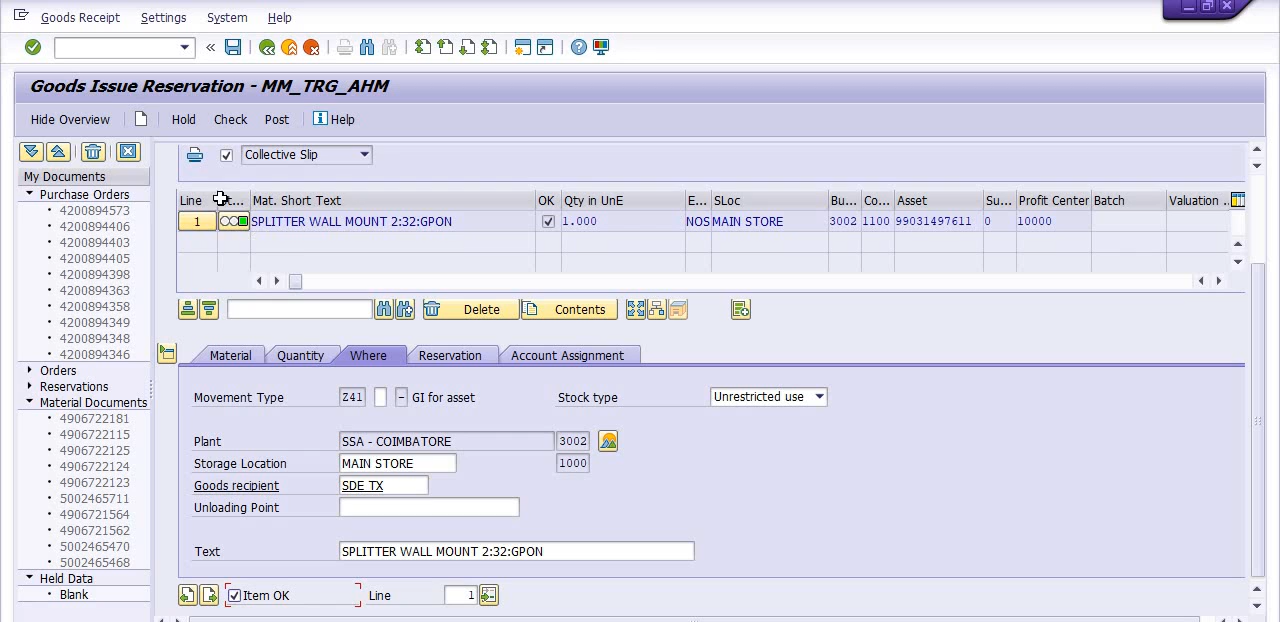 Goods Receipt Settings System Help
Goods Issue Reservation - MM_TRG_AHM
Hide Overview Hold Check Post Help
Collective Slip
My Documents
Purchase Orders
4200894573
4200894406
4200894403
4200894405
4200894398
4200894363
4200894358
4200894349
4200894348
4200894346
Orders
Reservations
Material Documents
4906722181
4906722115
4906722125
4906722124
4906722123
5002465711
4906721564
4906721562
5002465470
5002465468
Held Data
Blank
Line ...t... Mat. Short Text OK Qty in UnE E... SLoc Bu... Co... Asset Su... Profit Center Batch Valuation ..
SPLITTER WALL MOUNT 2:32:GPON 1.000 NOS MAIN STORE 3002 1100 99031497611 0 10000
Delete Contents
Material Quantity Where Reservation Account Assignment
Movement Type Z41 - GI for asset Stock type Unrestricted use
Plant SSA - COIMBATORE 3002
Storage Location MAIN STORE 1000
Goods recipient SDE TX
Unloading Point
Text SPLITTER WALL MOUNT 2:32:GPON
Item OK Line 1